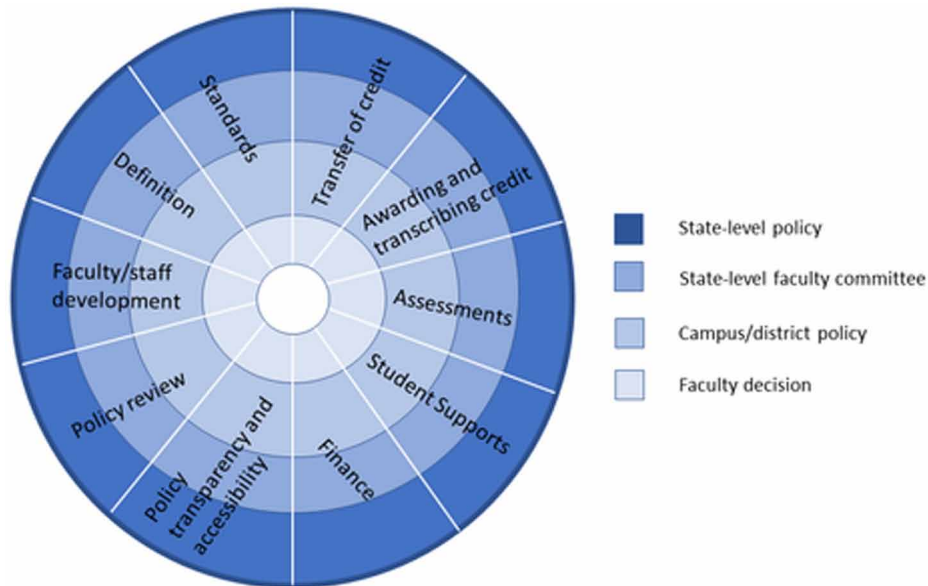 Standards
Transfer of credit
Definition
Awarding and
transcribing credit
Faculty/staff
development
Assessments
Policy review
Student Supports
Policy
transparency and
accessibility
Finance
State-level policy
State-level faculty committee
Campus/district policy
Faculty decision